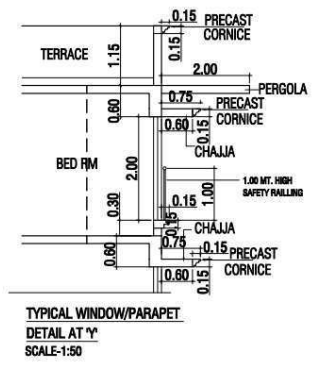 0.15
PRECAST
CORNICE
0.15
1.15
TERRACE
2.00
PERGOLA
0.60
0.75
PRECAST
CORNICE
0.60
0.15
CHAJJA
BED RM
2.00
1.00
1.00 MT. HIGH
SAFETY RAILLING
0.30
0.15
0.15
CHAJJA
0.75
0.15
PRECAST
CORNICE
0.60
0.60
0.15
TYPICAL WINDOW/PARAPET
DETAIL AT 'Y'
SCALE-1:50